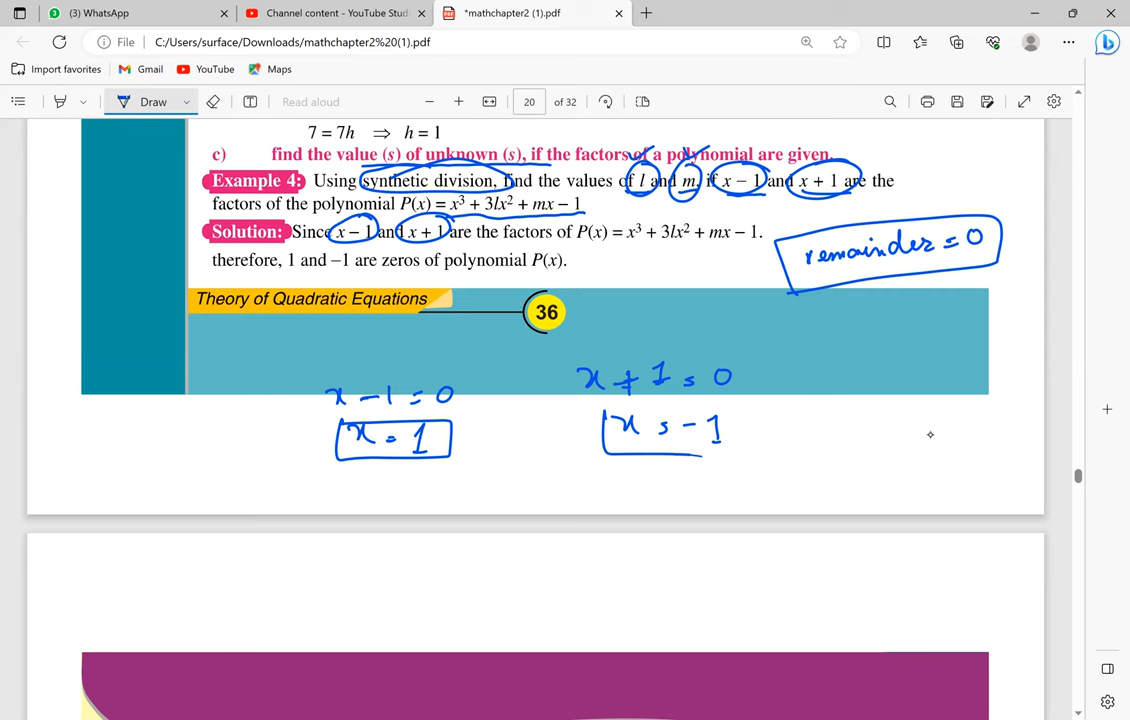 (3) WhatsApp
Channel content - YouTube Studi
*mathchapter2 (1).pdf
File
C:/Users/surface/Downloads/mathchapter2%20(1).pdf
Import favorites
Gmail
YouTube
Maps
Draw
Read aloud
20
of 32
7 = 7h ⇒ h = 1
c) find the value (s) of unknown (s), if the factors of a polynomial are given.
Example 4: Using synthetic division, find the values of l and m, if x − 1 and x + 1 are the
factors of the polynomial P(x) = x³ + 3lx² + mx − 1
Solution: Since x − 1 and x + 1 are the factors of P(x) = x³ + 3lx² + mx − 1.
remainder = 0
therefore, 1 and −1 are zeros of polynomial P(x).
Theory of Quadratic Equations
36
x − 1 = 0
x + 1 = 0
x = 1
x = − 1